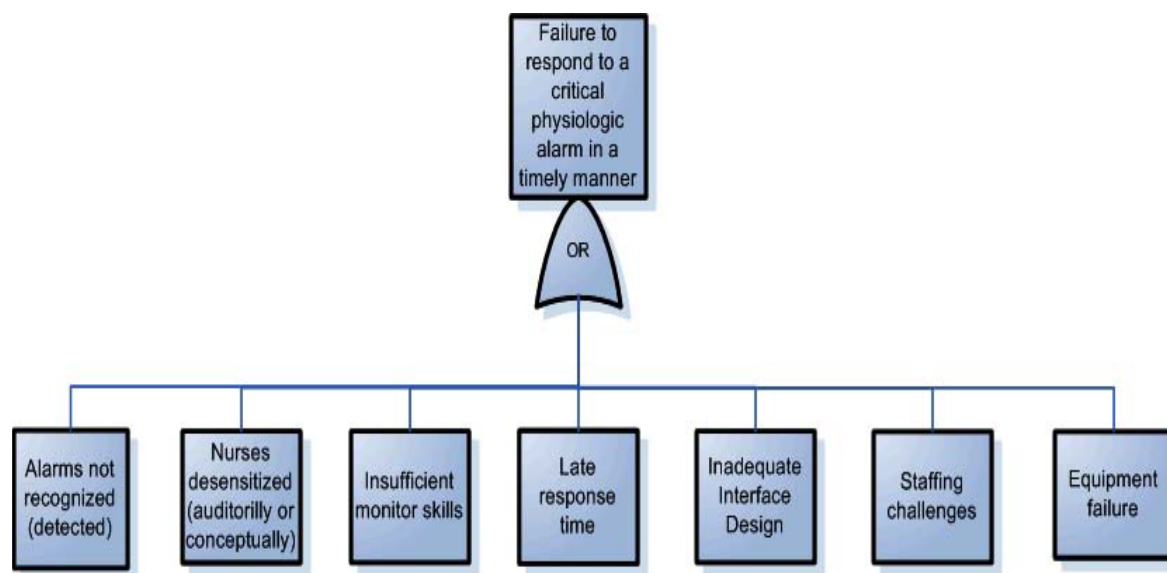 Failure to
respond to a
critical
physiologic
alarm in a
timely manner
OR
Alarms not
recognized
(detected)
Nurses
desensitized
(auditorilly or
conceptually)
Insufficient
monitor skills
Late
response
time
Inadequate
Interface
Design
Staffing
challenges
Equipment
failure